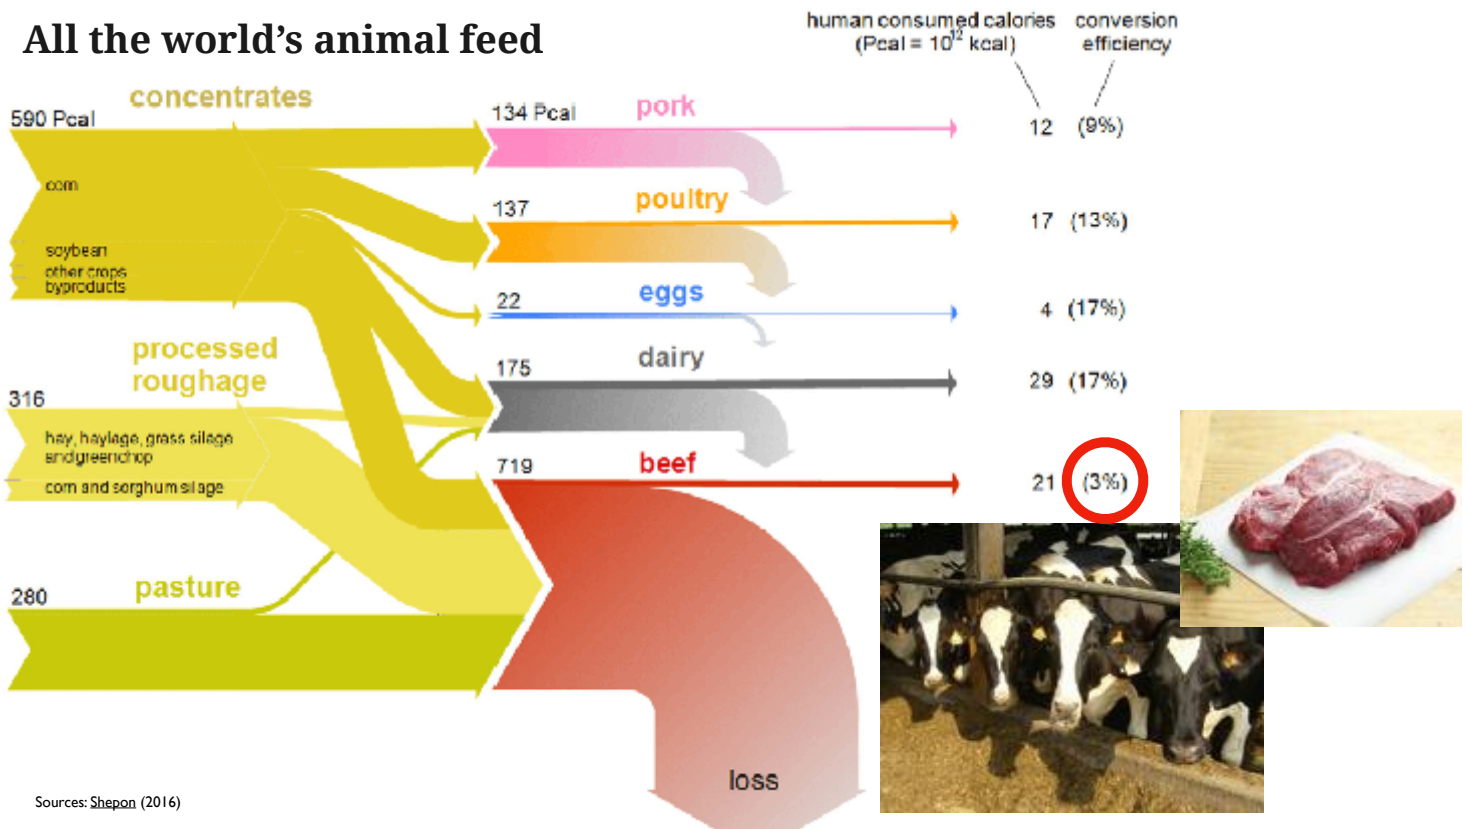 All the world’s animal feed
human consumed calories
(Pcal = 10¹² kcal)
conversion
efficiency
concentrates
590 Pcal
corn
soybean
other crops
byproducts
processed
roughage
316
hay, haylage, grass silage
and greenchop
corn and sorghum silage
pasture
280
134 Pcal
pork
12 (9%)
137
poultry
17 (13%)
22
eggs
4 (17%)
175
dairy
29 (17%)
719
beef
21 (3%)
loss
Sources: Shepon (2016)